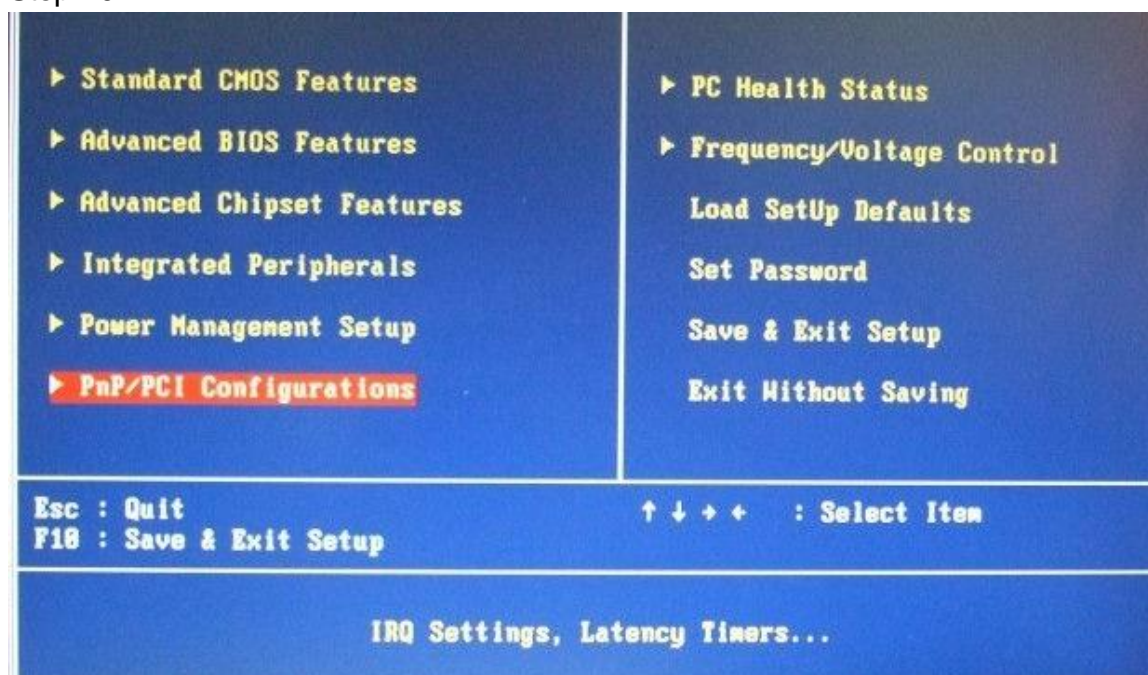 ▶ Standard CMOS Features
▶ Advanced BIOS Features
▶ Advanced Chipset Features
▶ Integrated Peripherals
▶ Power Management Setup
▶ PnP/PCI Configurations
▶ PC Health Status
▶ Frequency/Voltage Control
Load SetUp Defaults
Set Password
Save & Exit Setup
Exit Without Saving
Esc : Quit
F10 : Save & Exit Setup
↑ ↓ → ← : Select Item
IRQ Settings, Latency Timers...